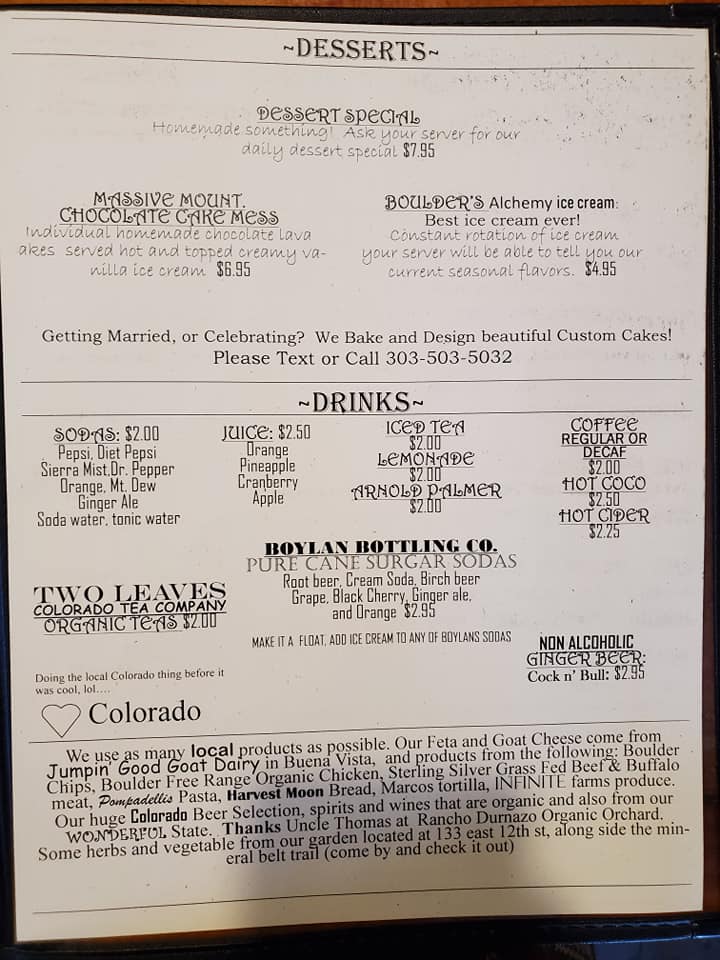 ~DESSERTS~
DESSERT SPECIAL
Homemade something! Ask your server for our
daily dessert special $7.95
MASSIVE MOUNT.
CHOCOLATE CAKE MESS
Individual homemade chocolate lava
akes served hot and topped creamy va-
nilla ice cream $6.95
BOULDER'S Alchemy ice cream:
Best ice cream ever!
Constant rotation of ice cream
your server will be able to tell you our
current seasonal flavors. $4.95
Getting Married, or Celebrating? We Bake and Design beautiful Custom Cakes!
Please Text or Call 303-503-5032
~DRINKS~
SODAS: $2.00
Pepsi, Diet Pepsi
Sierra Mist,Dr. Pepper
Orange, Mt. Dew
Ginger Ale
Soda water, tonic water
JUICE: $2.50
Orange
Pineapple
Cranberry
Apple
ICED TEA
$2.00
LEMONADE
$2.00
ARNOLD PALMER
$2.00
COFFEE
REGULAR OR
DECAF
$2.00
HOT COCO
$2.50
HOT CIDER
$2.25
TWO LEAVES
COLORADO TEA COMPANY
ORGANIC TEAS $2.00
BOYLAN BOTTLING CO.
PURE CANE SURGAR SODAS
Root beer, Cream Soda, Birch beer
Grape, Black Cherry, Ginger ale,
and Orange $2.95
MAKE IT A FLOAT, ADD ICE CREAM TO ANY OF BOYLANS SODAS
NON ALCOHOLIC
GINGER BEER:
Cock n' Bull: $2.95
Doing the local Colorado thing before it
was cool, lol....
Colorado
We use as many local products as possible. Our Feta and Goat Cheese come from
Jumpin' Good Goat Dairy in Buena Vista, and products from the following: Boulder
Chips, Boulder Free Range Organic Chicken, Sterling Silver Grass Fed Beef & Buffalo
meat, Pompadellis Pasta, Harvest Moon Bread, Marcos tortilla, INFINITE farms produce.
Our huge Colorado Beer Selection, spirits and wines that are organic and also from our
WONDERFUL State. Thanks Uncle Thomas at Rancho Durnazo Organic Orchard.
Some herbs and vegetable from our garden located at 133 east 12th st, along side the min-
eral belt trail (come by and check it out)